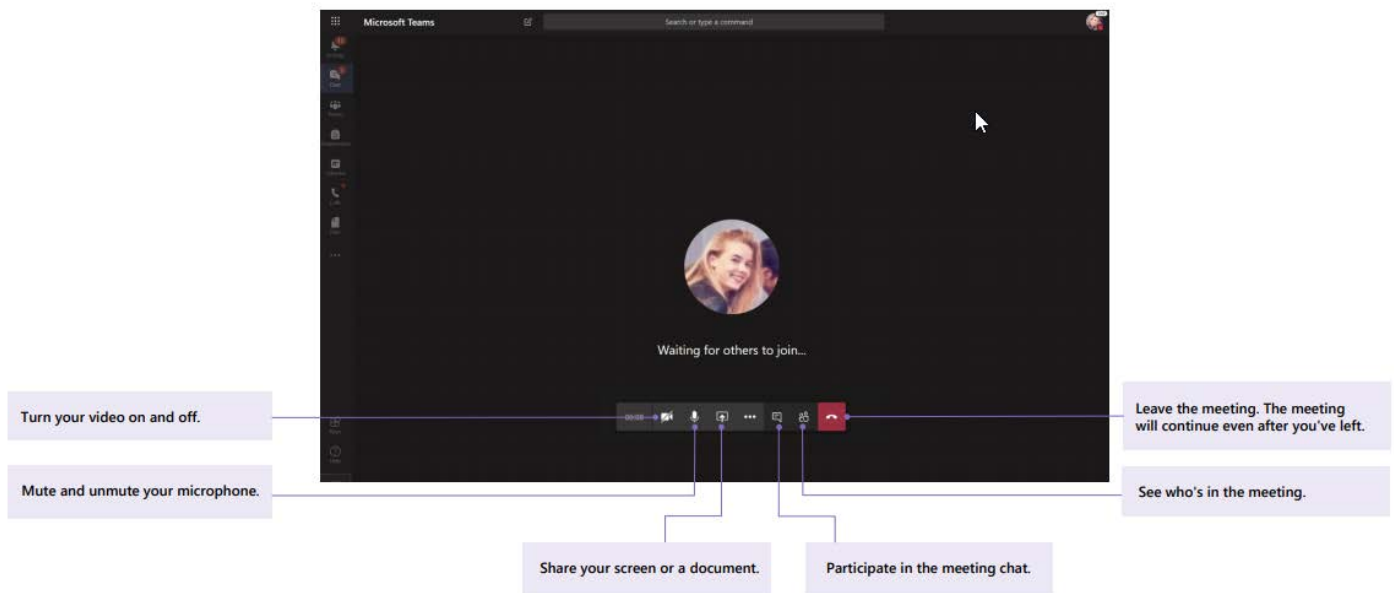 Microsoft Teams
Search or type a command
Chat
Waiting for others to join...
Turn your video on and off.
Mute and unmute your microphone.
Share your screen or a document.
Participate in the meeting chat.
See who's in the meeting.
Leave the meeting. The meeting
will continue even after you've left.